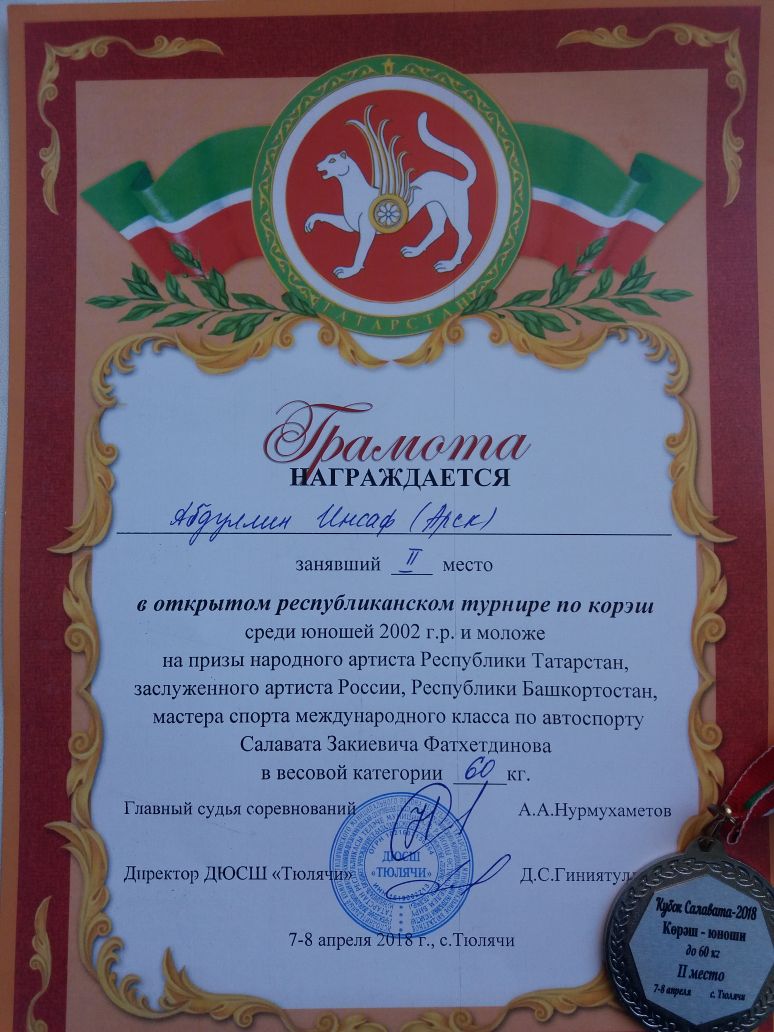 ТАТАРСТАН
Грамота
НАГРАЖДАЕТСЯ
Абдуллин Инсаф (Арск)
занявший II место
в открытом республиканском турнире по корэш
среди юношей 2002 г.р. и моложе
на призы народного артиста Республики Татарстан,
заслуженного артиста России, Республики Башкортостан,
мастера спорта международного класса по автоспорту
Салавата Закиевича Фатхетдинова
в весовой категории 60 кг.
Главный судья соревнований А.А.Нурмухаметов
Директор ДЮСШ «Тюлячи» Д.С.Гиниятул
ДЮСШ
"ТЮЛЯЧИ"
7-8 апреля 2018 г., с.Тюлячи
Кубок Салавата-2018
Көрәш - юноши
до 60 кг
II место
7-8 апреля с. Тюлячи